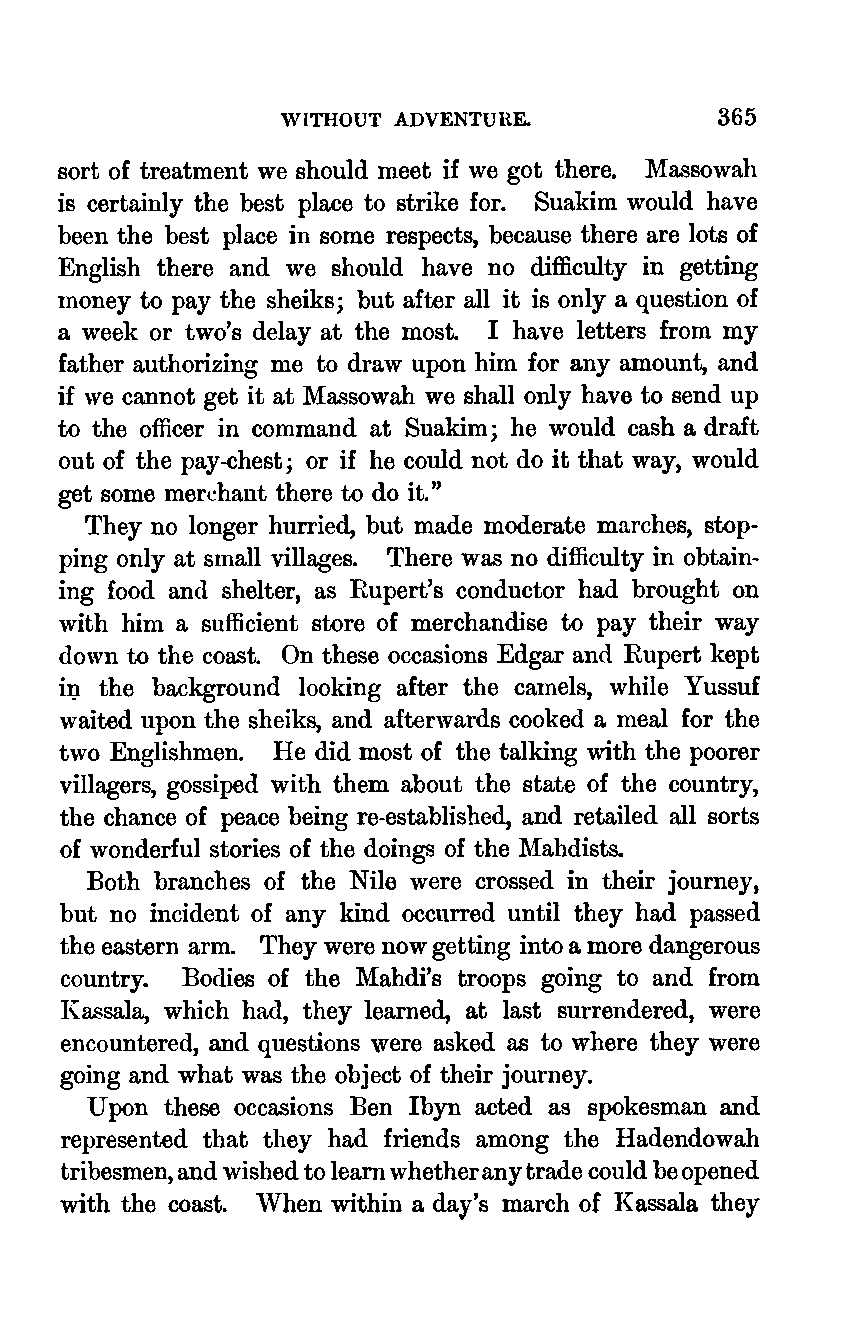 WITHOUT ADVENTURE. 365
sort of treatment we should meet if we got there. Massowah
is certainly the best place to strike for. Suakim would have
been the best place in some respects, because there are lots of
English there and we should have no difficulty in getting
money to pay the sheiks; but after all it is only a question of
a week or two's delay at the most. I have letters from my
father authorizing me to draw upon him for any amount, and
if we cannot get it at Massowah we shall only have to send up
to the officer in command at Suakim; he would cash a draft
out of the pay-chest; or if he could not do it that way, would
get some merchant there to do it."
They no longer hurried, but made moderate marches, stop-
ping only at small villages. There was no difficulty in obtain-
ing food and shelter, as Rupert's conductor had brought on
with him a sufficient store of merchandise to pay their way
down to the coast. On these occasions Edgar and Rupert kept
in the background looking after the camels, while Yussuf
waited upon the sheiks, and afterwards cooked a meal for the
two Englishmen. He did most of the talking with the poorer
villagers, gossiped with them about the state of the country,
the chance of peace being re-established, and retailed all sorts
of wonderful stories of the doings of the Mahdists.
Both branches of the Nile were crossed in their journey,
but no incident of any kind occurred until they had passed
the eastern arm. They were now getting into a more dangerous
country. Bodies of the Mahdi's troops going to and from
Kassala, which had, they learned, at last surrendered, were
encountered, and questions were asked as to where they were
going and what was the object of their journey.
Upon these occasions Ben Ibyn acted as spokesman and
represented that they had friends among the Hadendowah
tribesmen, and wished to learn whether any trade could be opened
with the coast. When within a day's march of Kassala they